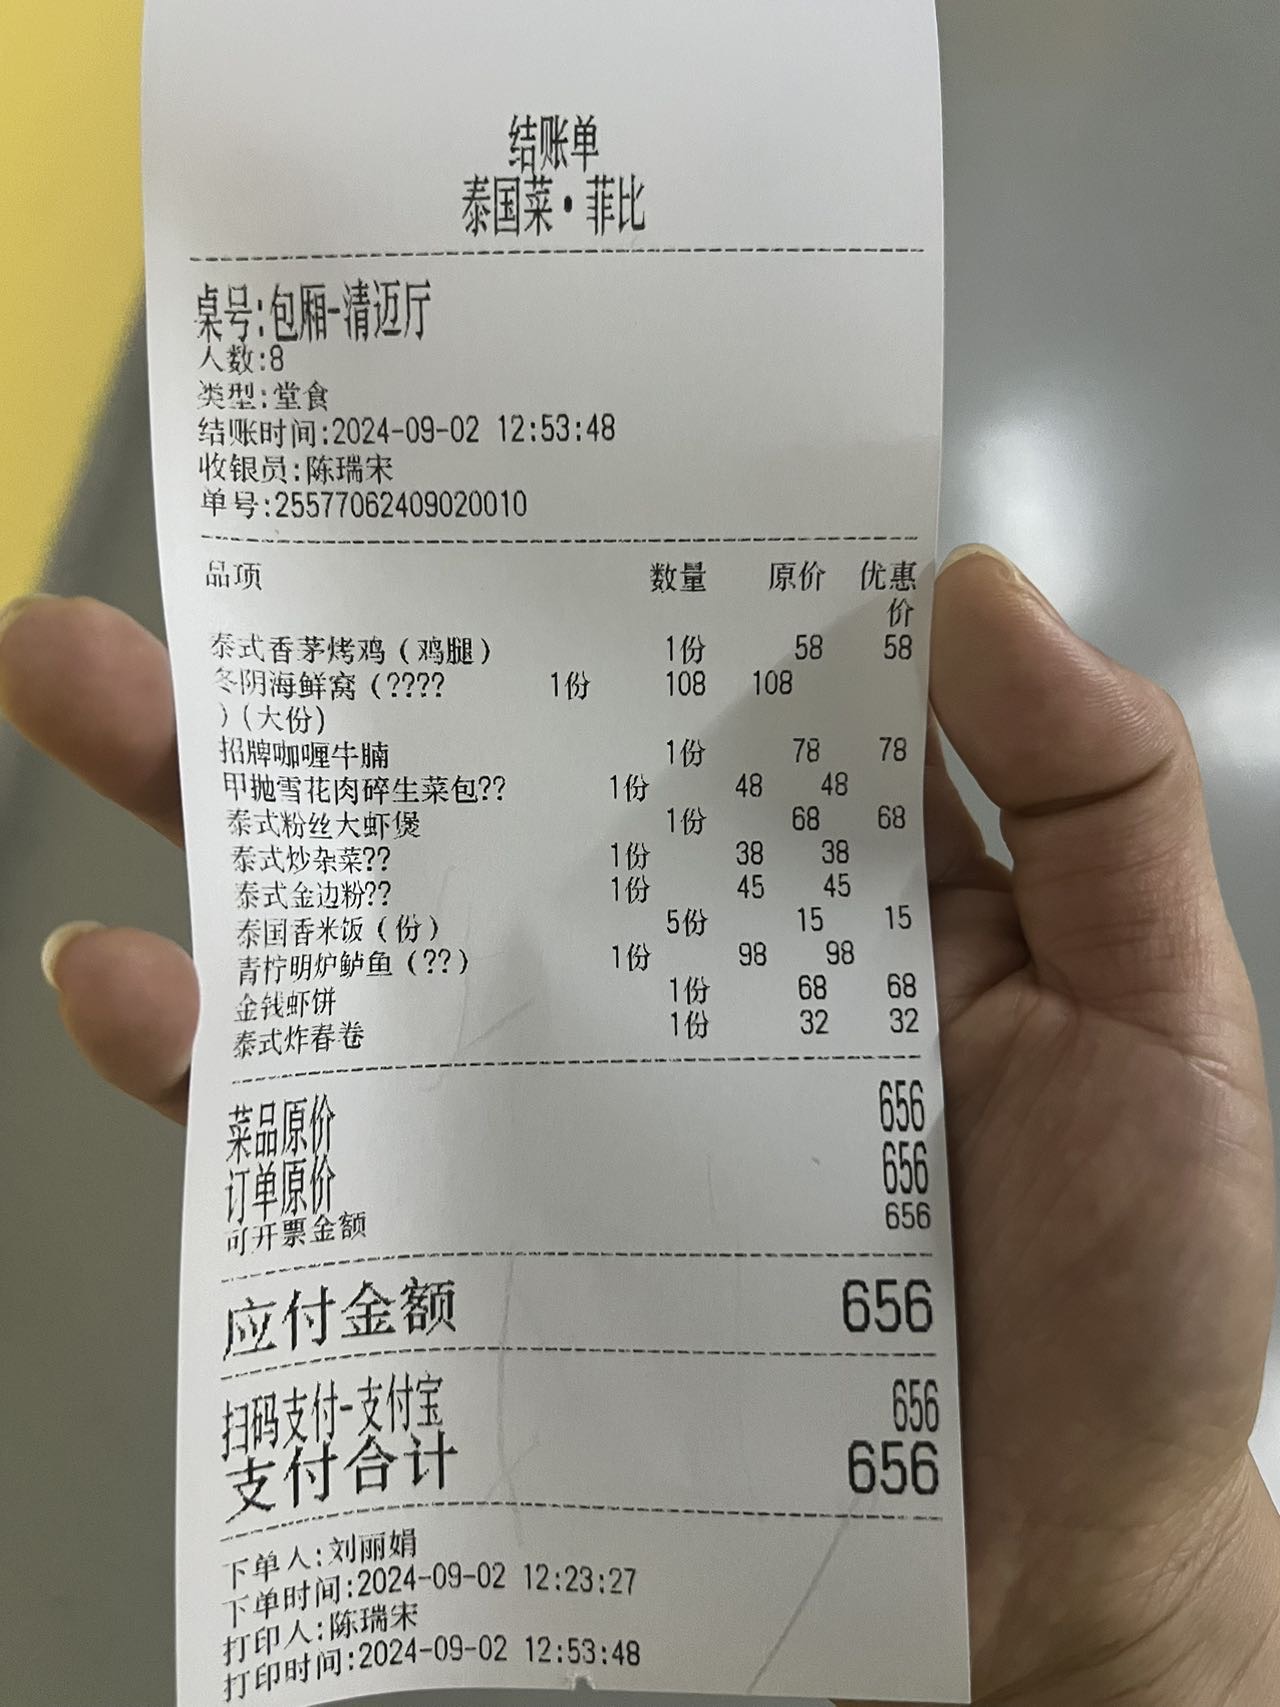 结账单
泰国菜·菲比
桌号:包厢-清迈厅
人数:8
类型:堂食
结账时间:2024-09-02 12:53:48
收银员:陈瑞宋
单号:25577062409020010
品项 数量 原价 优惠
价
泰式香茅烤鸡(鸡腿) 1份 58 58
冬阴海鲜窝(???? 1份 108 108
)(大份)
招牌咖喱牛腩 1份 78 78
甲抛雪花肉碎生菜包?? 1份 48 48
泰式粉丝大虾煲 1份 68 68
泰式炒杂菜?? 1份 38 38
泰式金边粉?? 1份 45 45
泰国香米饭(份) 5份 15 15
青柠明炉鲈鱼(??) 1份 98 98
金钱虾饼 1份 68 68
泰式炸春卷 1份 32 32
菜品原价 656
订单原价 656
可开票金额 656
应付金额 656
扫码支付-支付宝 656
支付合计 656
下单人:刘丽娟
下单时间:2024-09-02 12:23:27
打印人:陈瑞宋
打印时间:2024-09-02 12:53:48